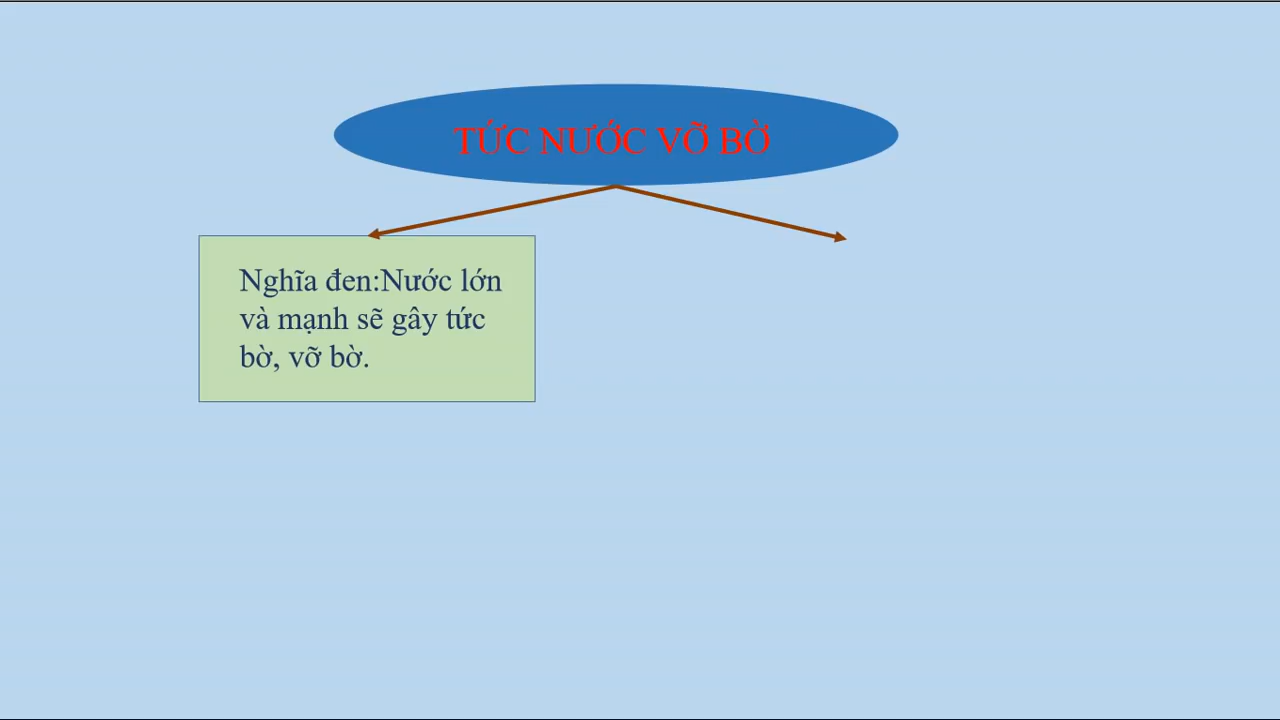 TỨC NƯỚC VỠ BỜ
Nghĩa đen:Nước lớn
và mạnh sẽ gây tức
bờ, vỡ bờ.